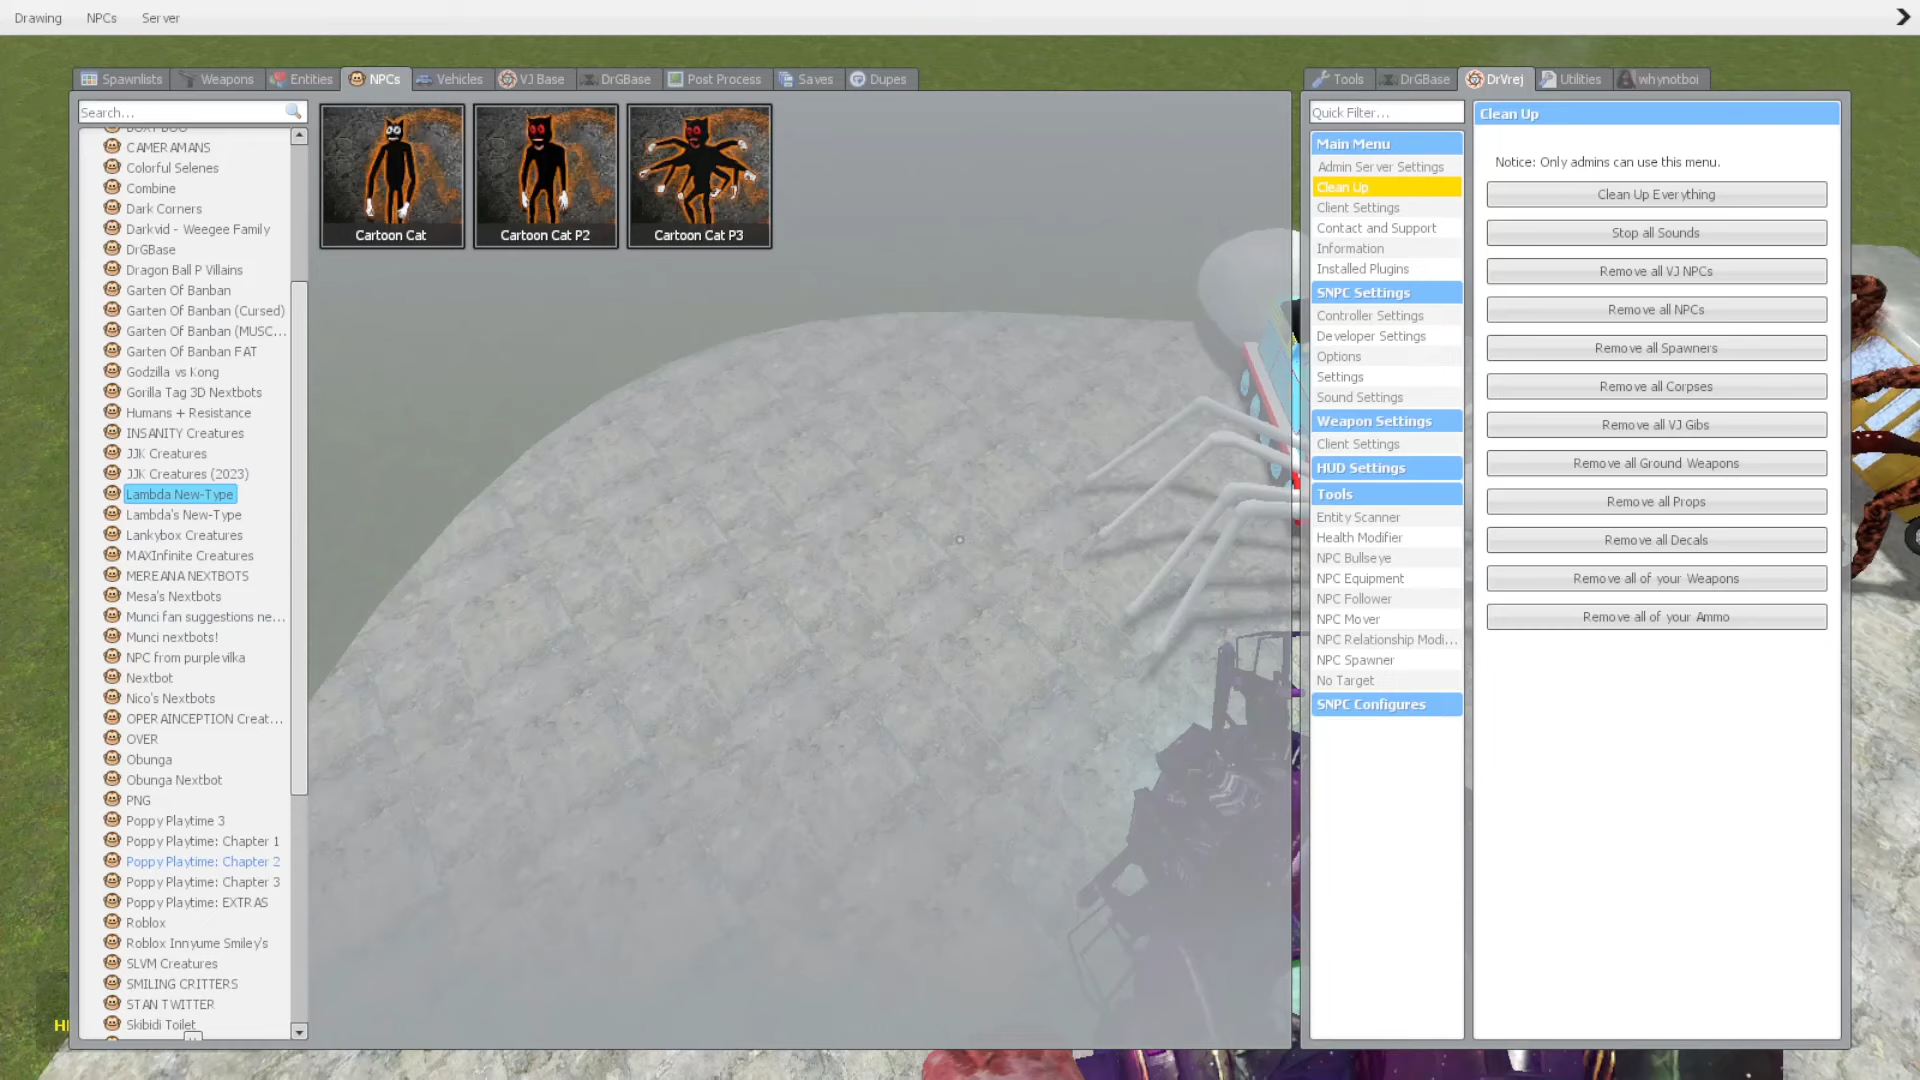 Drawing NPCs Server
Spawnlists Weapons Entities NPCs Vehicles VJ Base DrGBase Post Process Saves Dupes
Search...
BOXY BOO
CAMERAMANS
Colorful Selenes
Combine
Dark Corners
Darkvid - Weegee Family
DrGBase
Dragon Ball P Villains
Garten Of Banban
Garten Of Banban (Cursed)
Garten Of Banban (MUSC...
Garten Of Banban FAT
Godzilla vs Kong
Gorilla Tag 3D Nextbots
Humans + Resistance
INSANITY Creatures
JJK Creatures
JJK Creatures (2023)
Lambda New-Type
Lambda's New-Type
Lankybox Creatures
MAXInfinite Creatures
MEREANA NEXTBOTS
Mesa's Nextbots
Munci fan suggestions ne...
Munci nextbots!
NPC from purplevilka
Nextbot
Nico's Nextbots
OPERAINCEPTION Creat...
OVER
Obunga
Obunga Nextbot
PNG
Poppy Playtime 3
Poppy Playtime: Chapter 1
Poppy Playtime: Chapter 2
Poppy Playtime: Chapter 3
Poppy Playtime: EXTRAS
Roblox
Roblox Innyume Smiley's
SLVM Creatures
SMILING CRITTERS
STAN TWITTER
Skibidi Toilet
Cartoon Cat
Cartoon Cat P2
Cartoon Cat P3
Tools DrGBase DrVrej Utilities whynotboi
Quick Filter...
Main Menu
Admin Server Settings
Clean Up
Client Settings
Contact and Support
Information
Installed Plugins
SNPC Settings
Controller Settings
Developer Settings
Options
Settings
Sound Settings
Weapon Settings
Client Settings
HUD Settings
Tools
Entity Scanner
Health Modifier
NPC Bullseye
NPC Equipment
NPC Follower
NPC Mover
NPC Relationship Modi...
NPC Spawner
No Target
SNPC Configures
Clean Up
Notice: Only admins can use this menu.
Clean Up Everything
Stop all Sounds
Remove all VJ NPCs
Remove all NPCs
Remove all Spawners
Remove all Corpses
Remove all VJ Gibs
Remove all Ground Weapons
Remove all Props
Remove all Decals
Remove all of your Weapons
Remove all of your Ammo